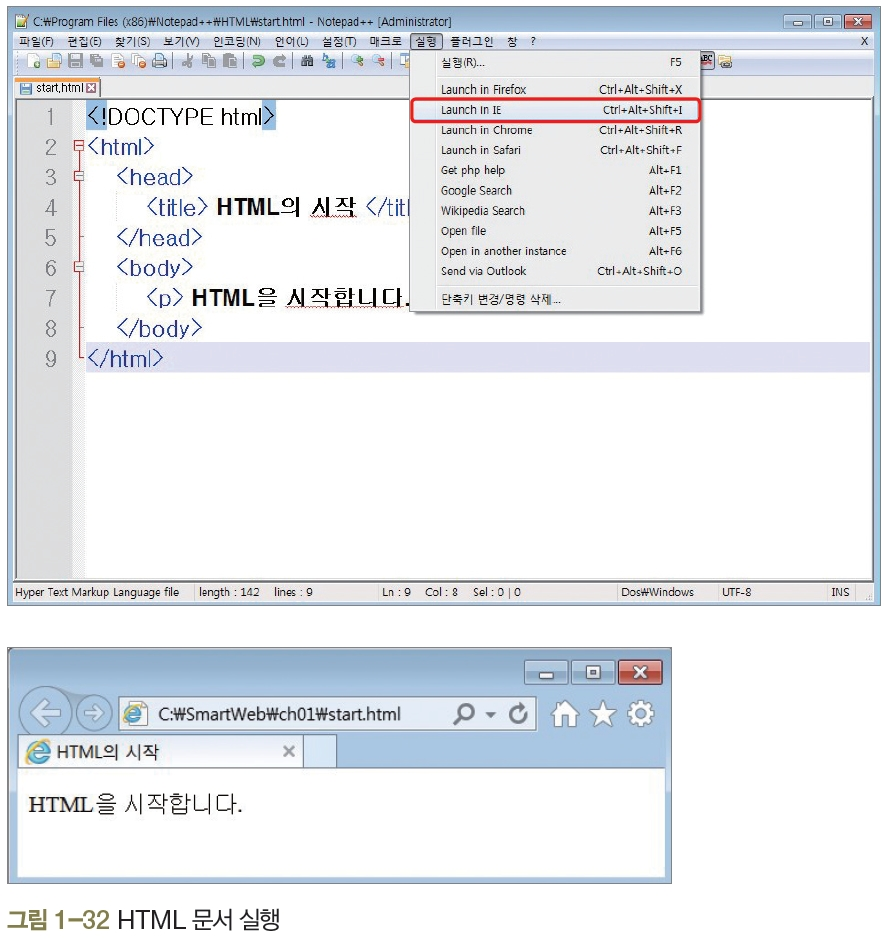 C:₩Program Files (x86)₩Notepad++₩HTML₩start.html - Notepad++ [Administrator]
파일(F) 편집(E) 찾기(S) 보기(V) 인코딩(N) 언어(L) 설정(T) 매크로 실행 플러그인 창 ? X
start.html
실행(R)... F5
Launch in Firefox Ctrl+Alt+Shift+X
Launch in IE Ctrl+Alt+Shift+I
Launch in Chrome Ctrl+Alt+Shift+R
Launch in Safari Ctrl+Alt+Shift+F
Get php help Alt+F1
Google Search Alt+F2
Wikipedia Search Alt+F3
Open file Alt+F5
Open in another instance Alt+F6
Send via Outlook Ctrl+Alt+Shift+O
단축키 변경/명령 삭제...
1 <!DOCTYPE html>
2 <html>
3 <head>
4 <title> HTML의 시작 </titl
5 </head>
6 <body>
7 <p> HTML을 시작합니다.
8 </body>
9 </html>
Hyper Text Markup Language file length : 142 lines : 9 Ln : 9 Col : 8 Sel : 0 | 0 Dos₩Windows UTF-8 INS
C:₩SmartWeb₩ch01₩start.html
HTML의 시작
HTML을 시작합니다.
그림 1-32 HTML 문서 실행